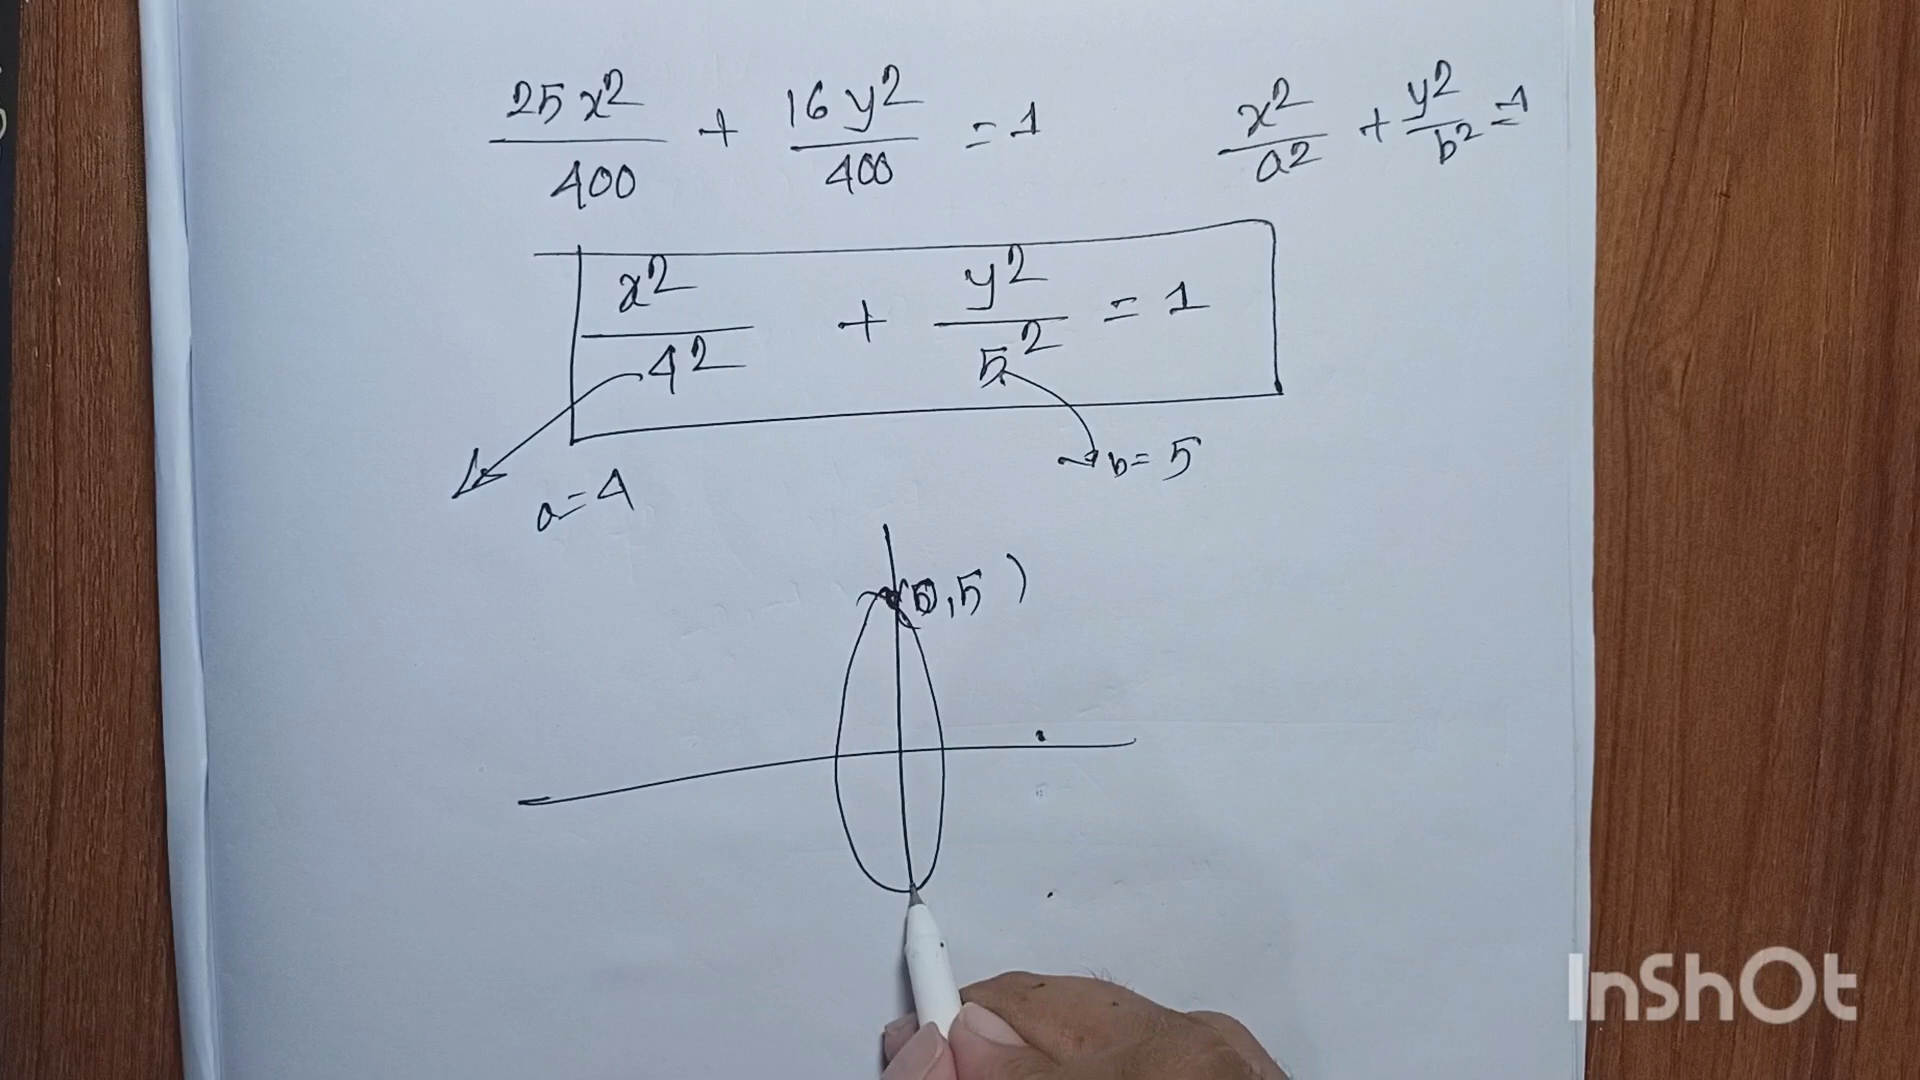 25x²/400 + 16y²/400 = 1
x²/a² + y²/b² = 1
x²/4² + y²/5² = 1
a = 4
b = 5
(0,5)
InShOt